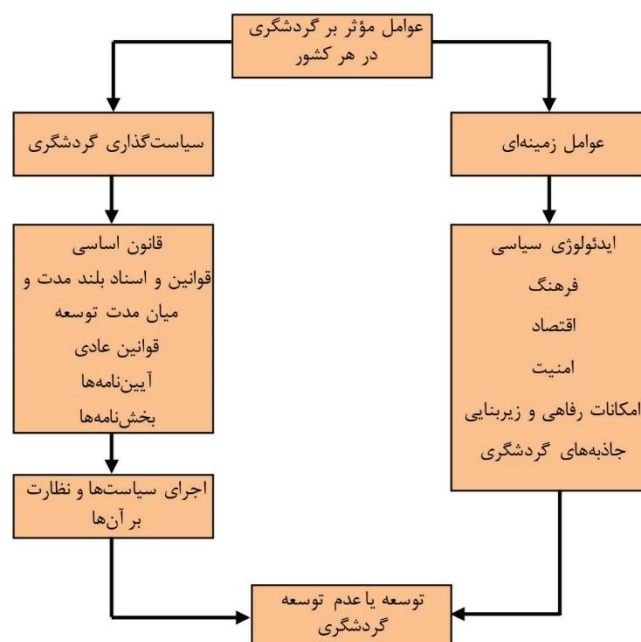 عوامل مؤثر بر گردشگری
در هر کشور
عوامل زمینه‌ای
سیاست‌گذاری گردشگری
ایدئولوژی سیاسی
فرهنگ
اقتصاد
امنیت
امکانات رفاهی و زیربنایی
جاذبه‌های گردشگری
قانون اساسی
قوانین و اسناد بلند مدت و
میان مدت توسعه
قوانین عادی
آیین‌نامه‌ها
بخش‌نامه‌ها
اجرای سیاست‌ها و نظارت
بر آن‌ها
توسعه یا عدم توسعه
گردشگری